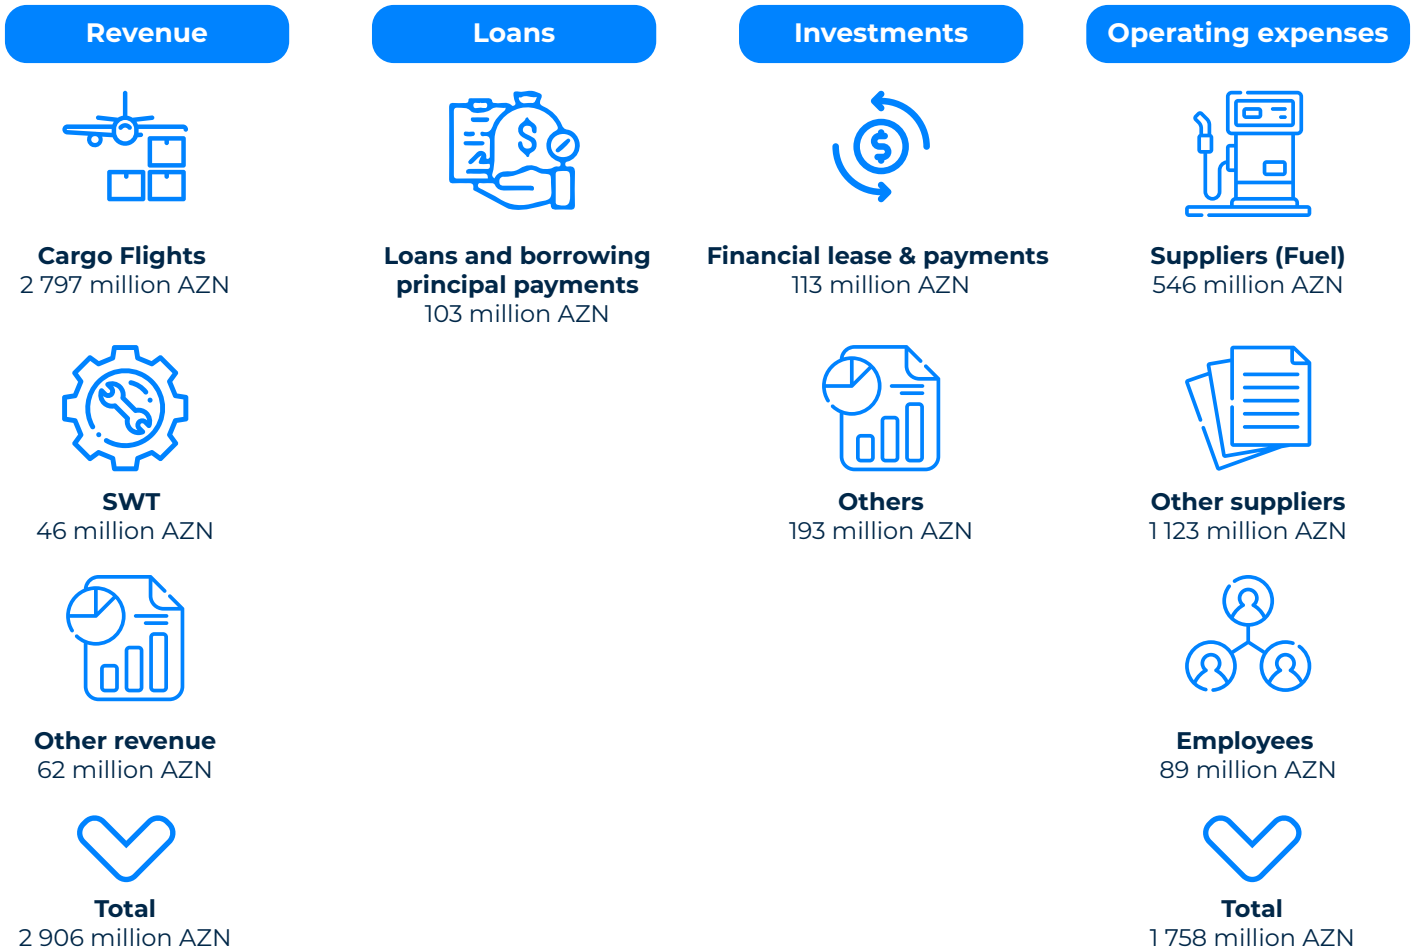 Revenue
Cargo Flights
2 797 million AZN
SWT
46 million AZN
Other revenue
62 million AZN
Total
2 906 million AZN
Loans
Loans and borrowing
principal payments
103 million AZN
Investments
Financial lease & payments
113 million AZN
Others
193 million AZN
Operating expenses
Suppliers (Fuel)
546 million AZN
Other suppliers
1 123 million AZN
Employees
89 million AZN
Total
1 758 million AZN